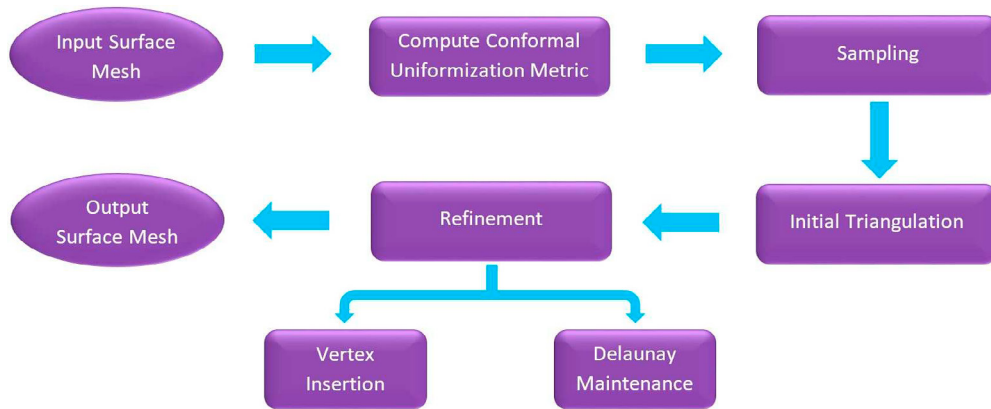 Input Surface
Mesh
Compute Conformal
Uniformization Metric
Sampling
Output
Surface Mesh
Refinement
Initial Triangulation
Vertex
Insertion
Delaunay
Maintenance